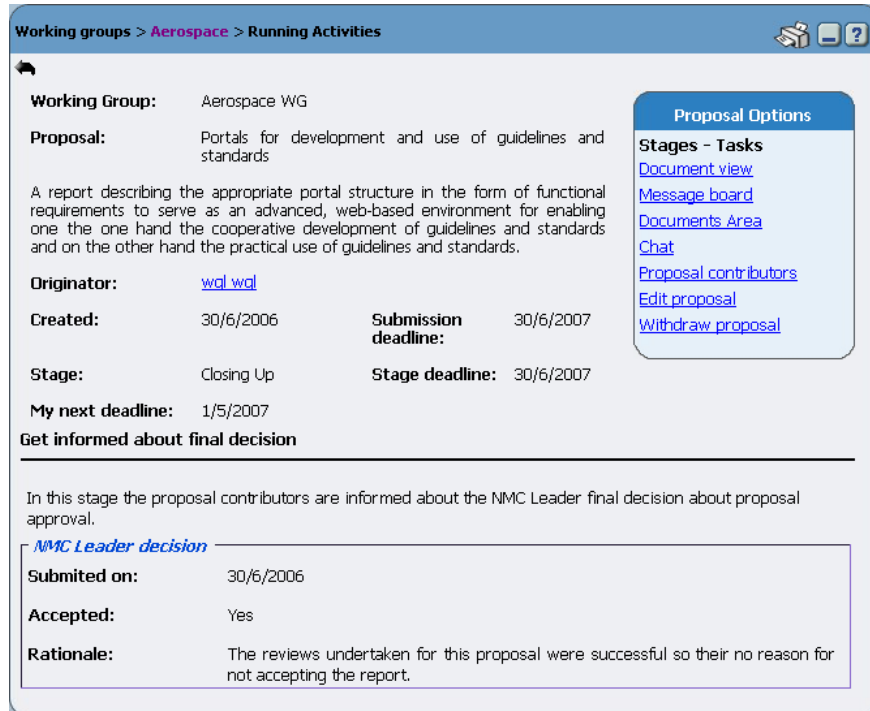 Working groups > Aerospace > Running Activities
?
Working Group: Aerospace WG
Proposal: Portals for development and use of guidelines and
standards
A report describing the appropriate portal structure in the form of functional
requirements to serve as an advanced, web-based environment for enabling
one the one hand the cooperative development of guidelines and standards
and on the other hand the practical use of guidelines and standards.
Originator: wgl wgl
Created: 30/6/2006 Submission 30/6/2007
deadline:
Stage: Closing Up Stage deadline: 30/6/2007
My next deadline: 1/5/2007
Proposal Options
Stages - Tasks
Document view
Message board
Documents Area
Chat
Proposal contributors
Edit proposal
Withdraw proposal
Get informed about final decision
In this stage the proposal contributors are informed about the NMC Leader final decision about proposal
approval.
NMC Leader decision
Submited on: 30/6/2006
Accepted: Yes
Rationale: The reviews undertaken for this proposal were successful so their no reason for
not accepting the report.